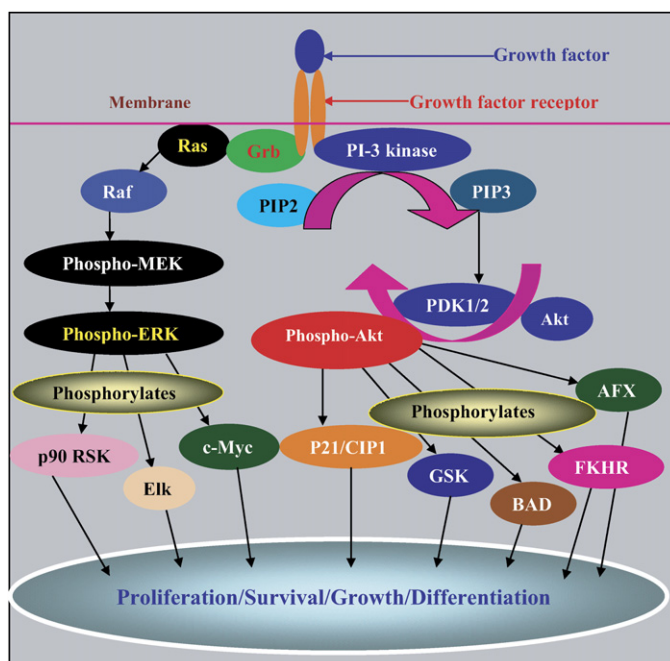 Growth factor
Membrane
Growth factor receptor
Ras
Grb
PI-3 kinase
Raf
PIP2
PIP3
Phospho-MEK
PDK1/2
Akt
Phospho-ERK
Phospho-Akt
AFX
Phosphorylates
Phosphorylates
p90 RSK
c-Myc
P21/CIP1
FKHR
Elk
GSK
BAD
Proliferation/Survival/Growth/Differentiation